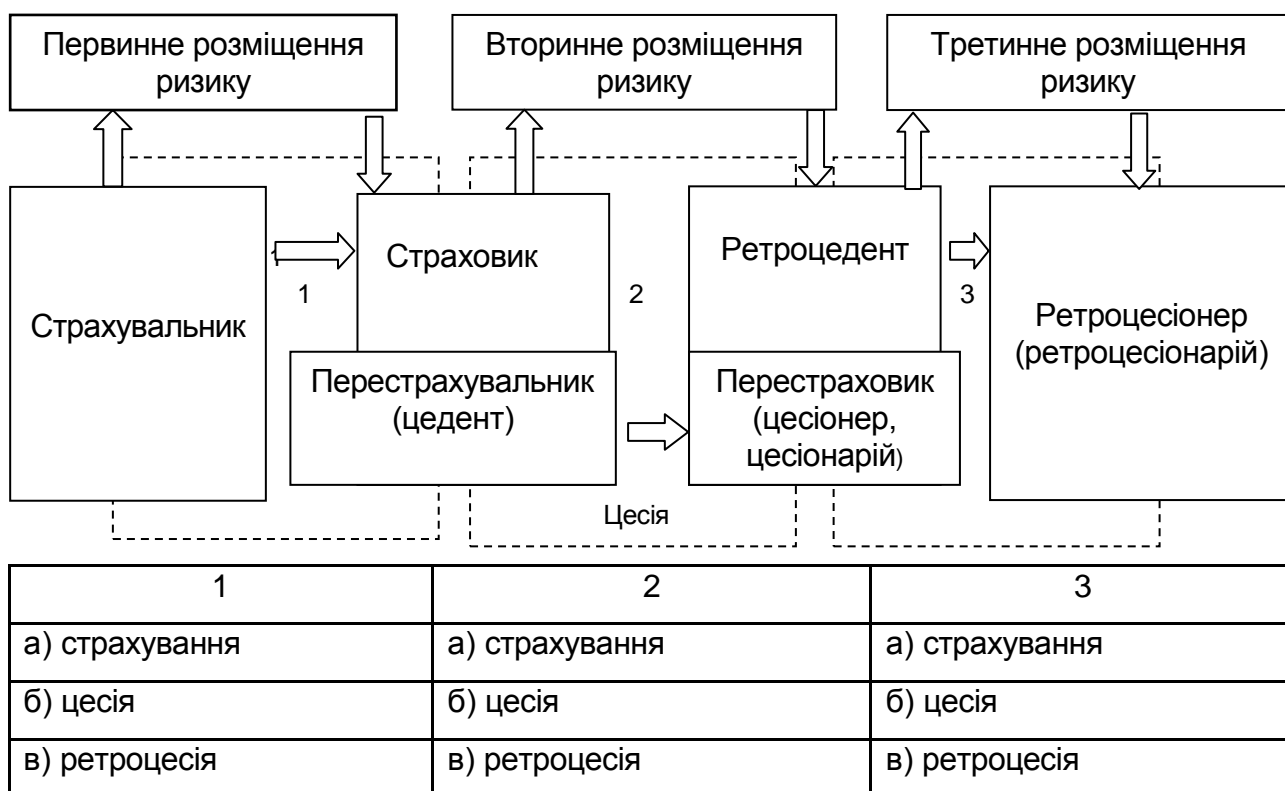 Первинне розміщення
ризику
Вторинне розміщення
ризику
Третинне розміщення
ризику
Страхувальник
1
Страховик
Перестрахувальник
(цедент)
2
Ретроцедент
Перестраховик
(цесіонер,
цесіонарій)
3
Ретроцесіонер
(ретроцесіонарій)
Цесія
1 2 3
а) страхування а) страхування а) страхування
б) цесія б) цесія б) цесія
в) ретроцесія в) ретроцесія в) ретроцесія